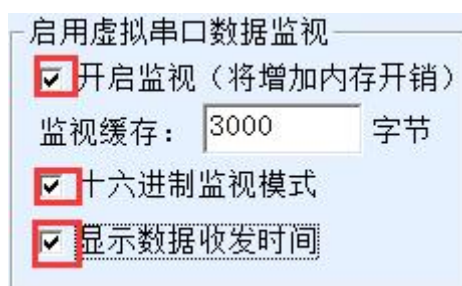 启用虚拟串口数据监视
开启监视（将增加内存开销）
监视缓存： 3000 字节
十六进制监视模式
显示数据收发时间